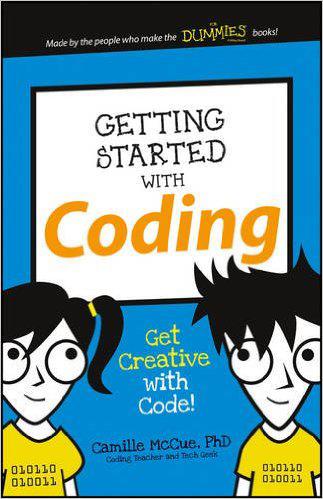 Made by the people who make the FOR DUMMIES books!
GETTING
STARTED
WITH
Coding
Get
Creative
with
Code!
Camille McCue, PhD
Coding Teacher and Tech Geek
010110
010011
010110
010011